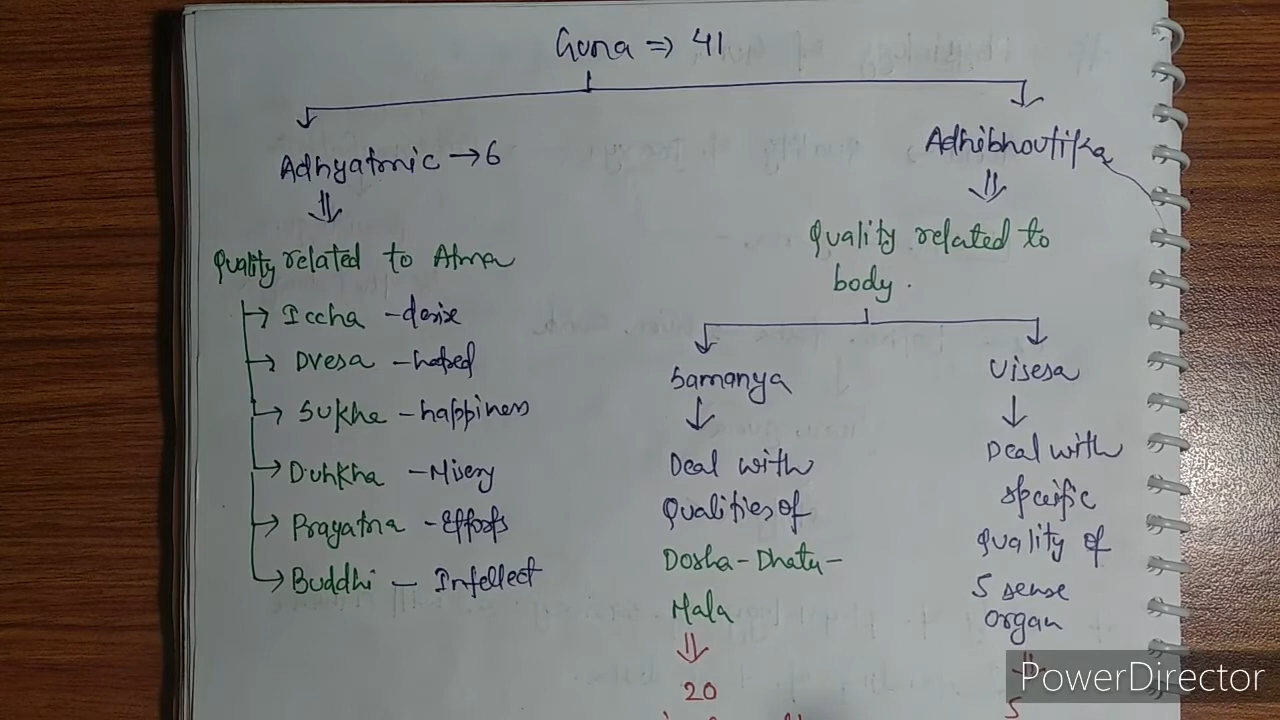 Guna => 41
Adhyatmic → 6
Quality related to Atma
→ Iccha - desire
→ Dvesa - hatred
→ Sukha - happiness
→ Duhkha - Misery
→ Prayatna - Efforts
→ Buddhi - Intellect
Adhibhoutika
Quality related to
body.
Samanya
Deal with
Qualities of
Dosha - Dhatu -
Mala
20
Visesa
Deal with
specific
quality of
5 sense
organ
5
PowerDirector